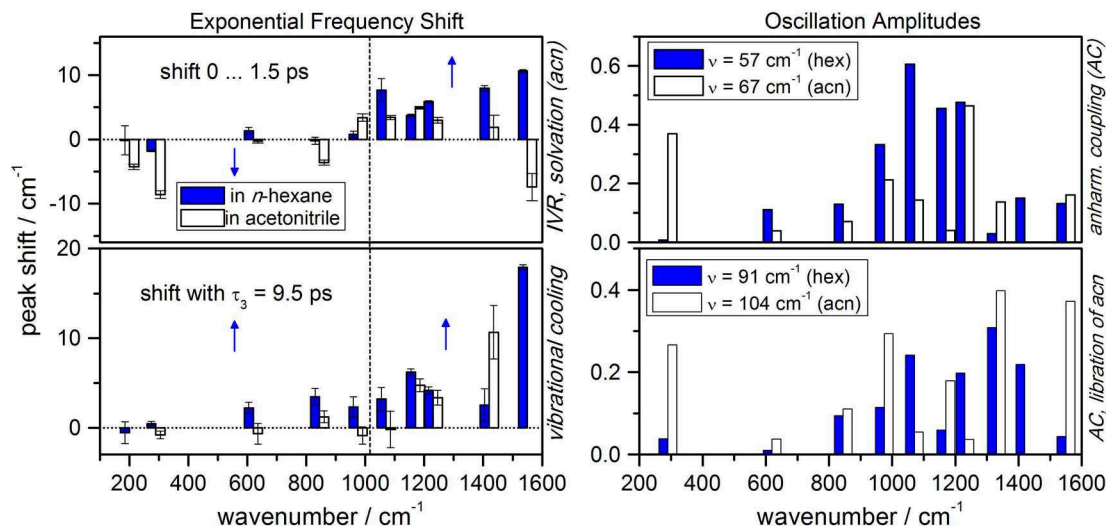 Exponential Frequency Shift
10
0
-10
shift 0 ... 1.5 ps
in n-hexane
in acetonitrile
IVR, solvation (acn)
peak shift / cm⁻¹
20
10
0
shift with τ₃ = 9.5 ps
vibrational cooling
200 400 600 800 1000 1200 1400 1600
wavenumber / cm⁻¹
Oscillation Amplitudes
0.6
0.4
0.2
0.0
ν = 57 cm⁻¹ (hex)
ν = 67 cm⁻¹ (acn)
anharm. coupling (AC)
0.4
0.2
0.0
ν = 91 cm⁻¹ (hex)
ν = 104 cm⁻¹ (acn)
AC, libration of acn
200 400 600 800 1000 1200 1400 1600
wavenumber / cm⁻¹